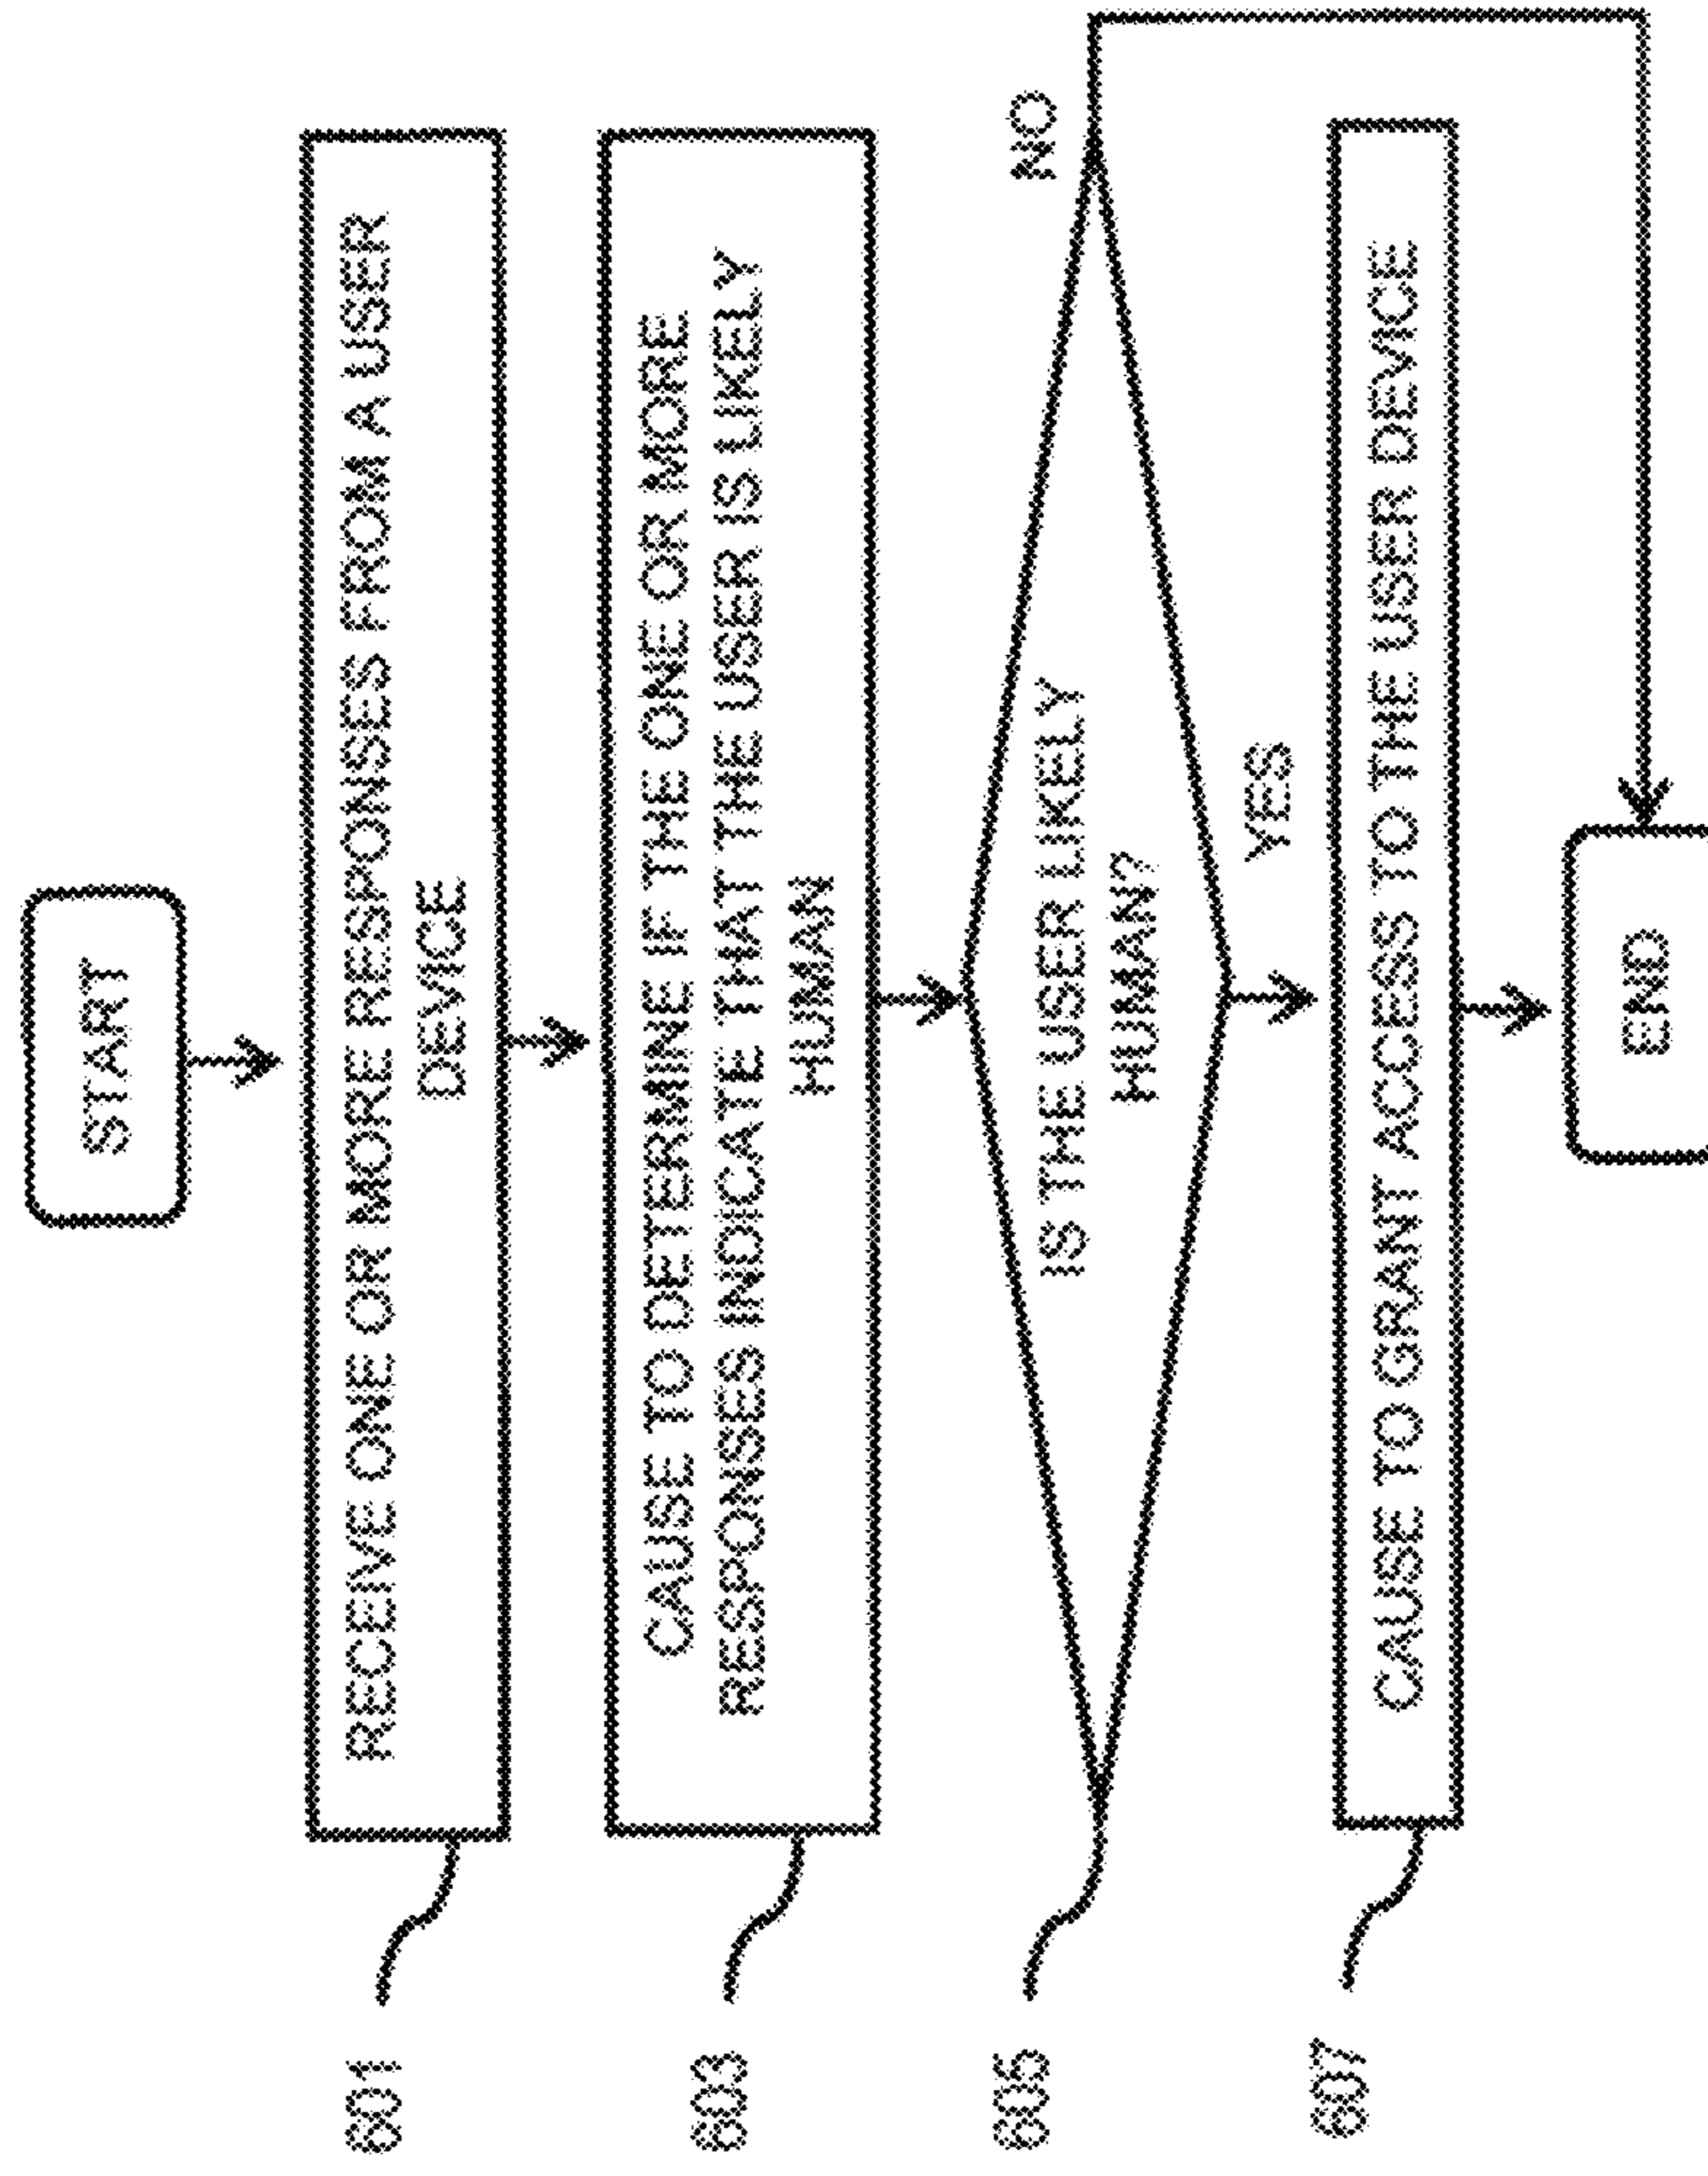 START
601
RECEIVE ONE OR MORE RESPONSES FROM A USER
DEVICE
603
CAUSE TO DETERMINE IF THE ONE OR MORE
RESPONSES INDICATE THAT THE USER IS LIKELY
HUMAN
605
IS THE USER LIKELY
HUMAN?
NO
YES
607
CAUSE TO GRANT ACCESS TO THE USER DEVICE
END